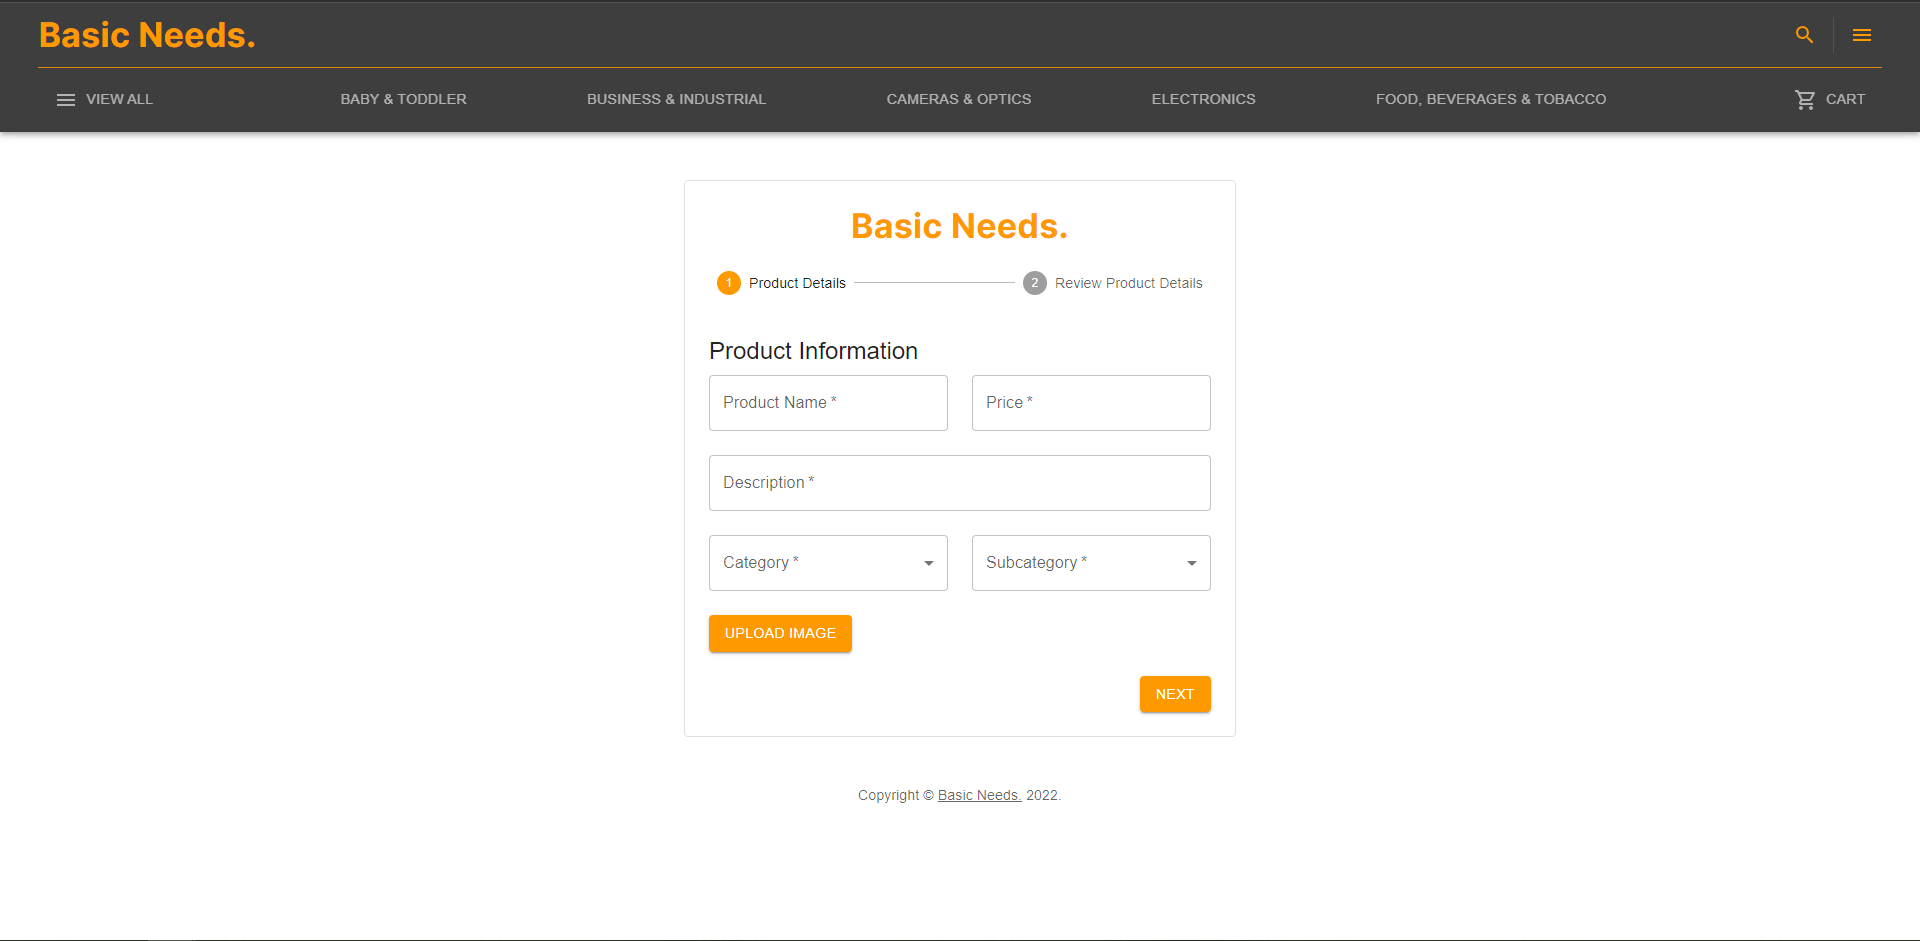 Basic Needs.
VIEW ALL BABY & TODDLER BUSINESS & INDUSTRIAL CAMERAS & OPTICS ELECTRONICS FOOD, BEVERAGES & TOBACCO CART
Basic Needs.
1 Product Details 2 Review Product Details
Product Information
Product Name * Price *
Description *
Category * Subcategory *
UPLOAD IMAGE
NEXT
Copyright © Basic Needs. 2022.